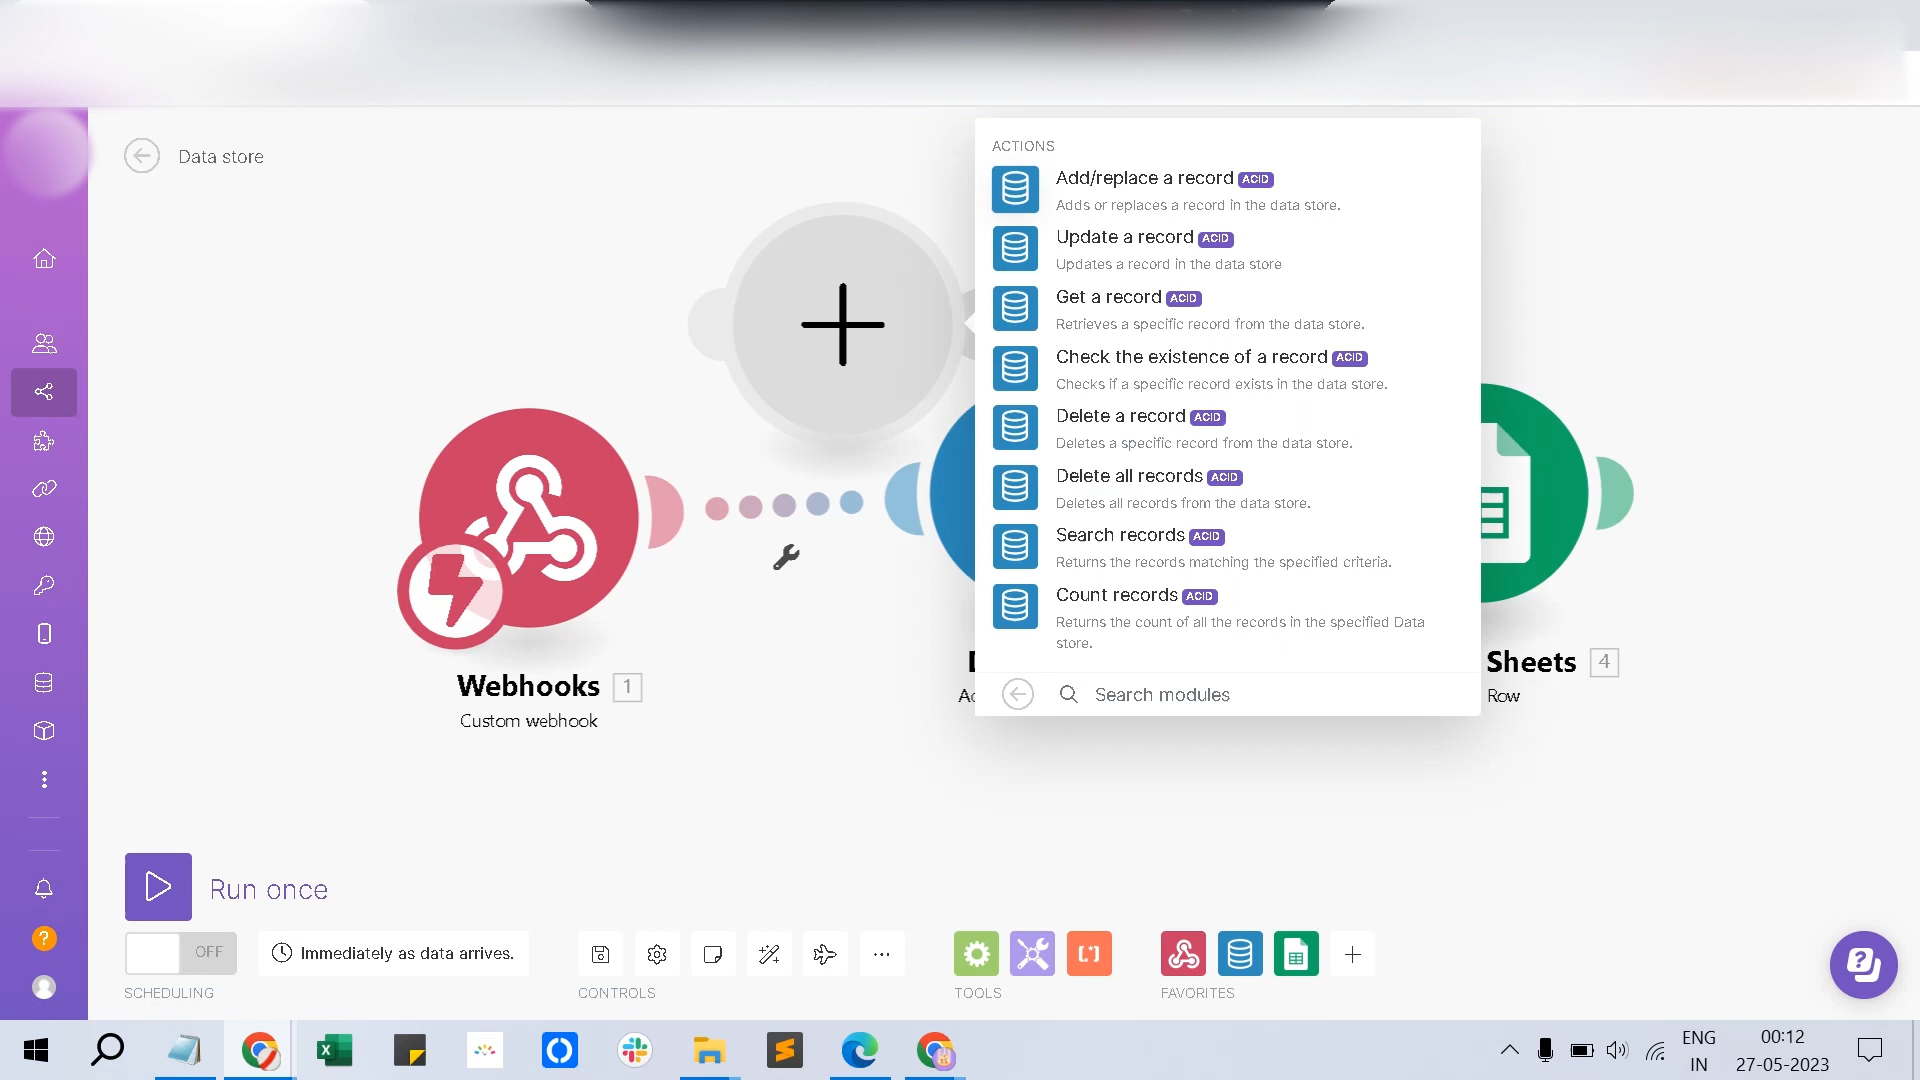 Data store
ACTIONS
Add/replace a record ACID
Adds or replaces a record in the data store.
Update a record ACID
Updates a record in the data store
Get a record ACID
Retrieves a specific record from the data store.
Check the existence of a record ACID
Checks if a specific record exists in the data store.
Delete a record ACID
Deletes a specific record from the data store.
Delete all records ACID
Deletes all records from the data store.
Search records ACID
Returns the records matching the specified criteria.
Count records ACID
Returns the count of all the records in the specified Data
store.
Search modules
Webhooks 1
Custom webhook
Sheets 4
Row
Run once
OFF
Immediately as data arrives.
SCHEDULING
CONTROLS
TOOLS
FAVORITES
ENG
IN
00:12
27-05-2023